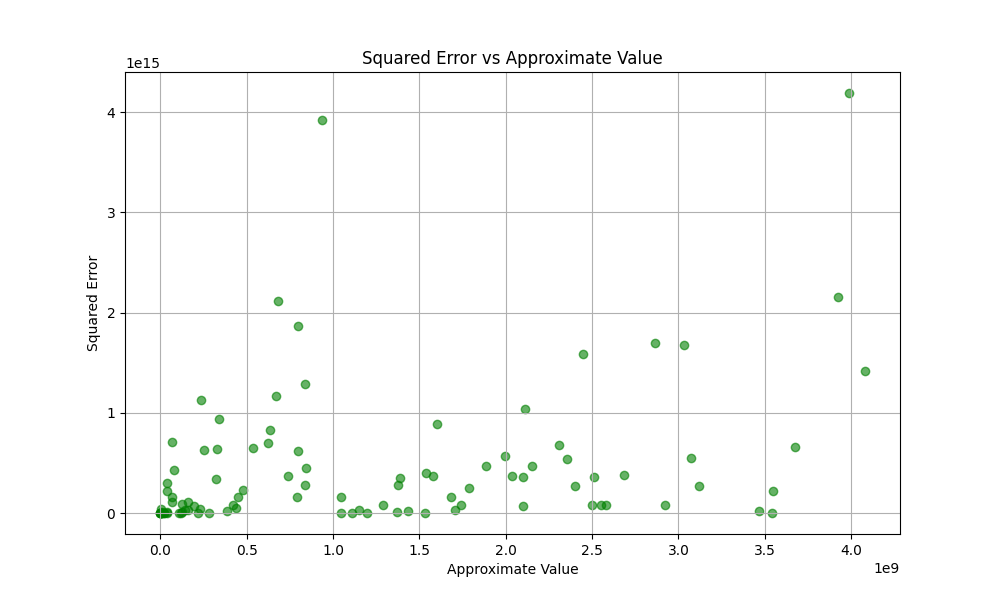 Squared Error vs Approximate Value
1e15
4
3
2
1
0
Squared Error
0.0 0.5 1.0 1.5 2.0 2.5 3.0 3.5 4.0
1e9
Approximate Value